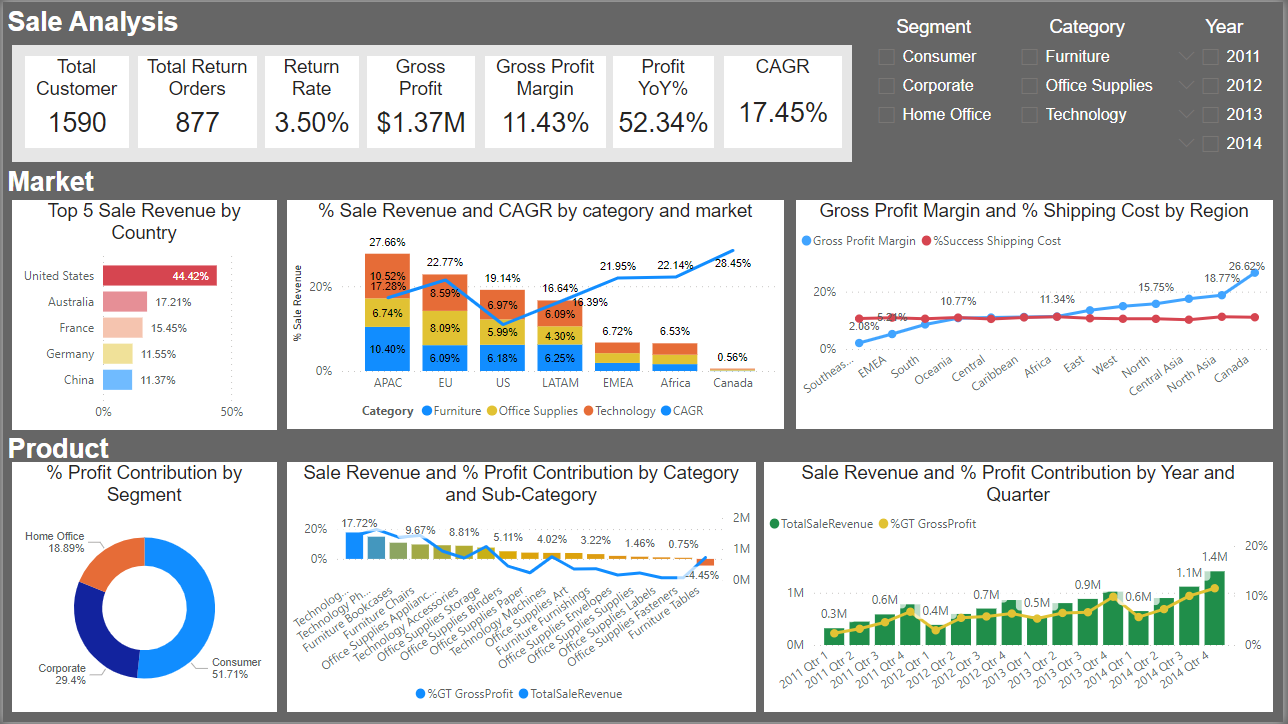 Sale Analysis
Segment
Category
Year
Consumer
Corporate
Home Office
Furniture
Office Supplies
Technology
2011
2012
2013
2014
Total
Customer
1590
Total Return
Orders
877
Return
Rate
3.50%
Gross
Profit
$1.37M
Gross Profit
Margin
11.43%
Profit
YoY%
52.34%
CAGR
17.45%
Market
Top 5 Sale Revenue by
Country
United States
44.42%
Australia
17.21%
France
15.45%
Germany
11.55%
China
11.37%
0%
50%
% Sale Revenue and CAGR by category and market
% Sale Revenue
20%
0%
27.66%
10.52%
17.28%
6.74%
10.40%
22.77%
8.59%
8.09%
6.09%
19.14%
6.97%
5.99%
6.18%
16.64%
16.39%
6.09%
4.30%
6.25%
21.95%
6.72%
22.14%
6.53%
28.45%
0.56%
APAC
EU
US
LATAM
EMEA
Africa
Canada
Category
Furniture
Office Supplies
Technology
CAGR
Gross Profit Margin and % Shipping Cost by Region
Gross Profit Margin
%Success Shipping Cost
20%
0%
2.08%
10.77%
11.34%
15.75%
18.77%
26.62%
Southeas...
EMEA
South
Oceania
Central
Caribbean
Africa
East
West
North
Central Asia
North Asia
Canada
Product
% Profit Contribution by
Segment
Home Office
18.89%
Corporate
29.4%
Consumer
51.71%
Sale Revenue and % Profit Contribution by Category
and Sub-Category
20%
0%
2M
1M
0M
17.72%
9.67%
8.81%
5.11%
4.02%
3.22%
1.46%
0.75%
-4.45%
Technolog...
Technology Ph...
Furniture Bookcases
Furniture Chairs
Office Supplies Applianc...
Technology Accessories
Office Supplies Storage
Office Supplies Binders
Office Supplies Paper
Technology Machines
Office Supplies Art
Furniture Furnishings
Office Supplies Envelopes
Office Supplies Supplies
Office Supplies Labels
Office Supplies Fasteners
Furniture Tables
%GT GrossProfit
TotalSaleRevenue
Sale Revenue and % Profit Contribution by Year and
Quarter
TotalSaleRevenue
%GT GrossProfit
1M
0M
20%
10%
0%
0.3M
0.6M
0.4M
0.7M
0.5M
0.9M
0.6M
1.1M
1.4M
2011 Qtr 1
2011 Qtr 2
2011 Qtr 3
2011 Qtr 4
2012 Qtr 1
2012 Qtr 2
2012 Qtr 3
2012 Qtr 4
2013 Qtr 1
2013 Qtr 2
2013 Qtr 3
2013 Qtr 4
2014 Qtr 1
2014 Qtr 2
2014 Qtr 3
2014 Qtr 4